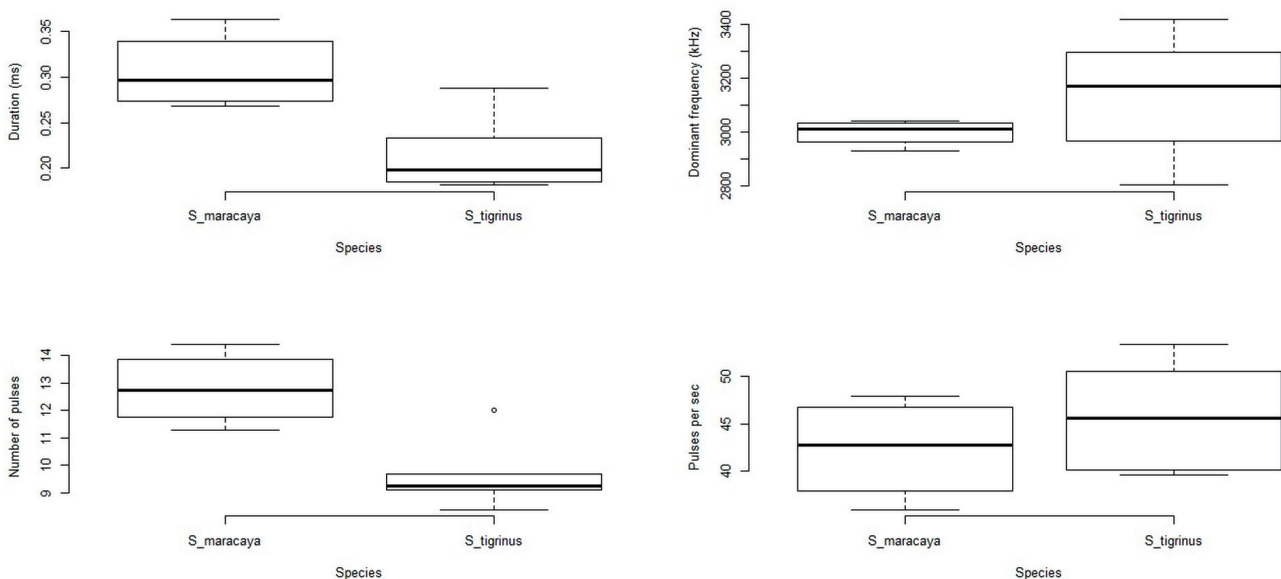 Duration (ms)
0.35
0.30
0.25
0.20
S_maracaya
S_tigrinus
Species
Dominant frequency (kHz)
3400
3200
3000
2800
S_maracaya
S_tigrinus
Species
Number of pulses
14
13
12
11
10
9
S_maracaya
S_tigrinus
Species
Pulses per sec
50
45
40
S_maracaya
S_tigrinus
Species